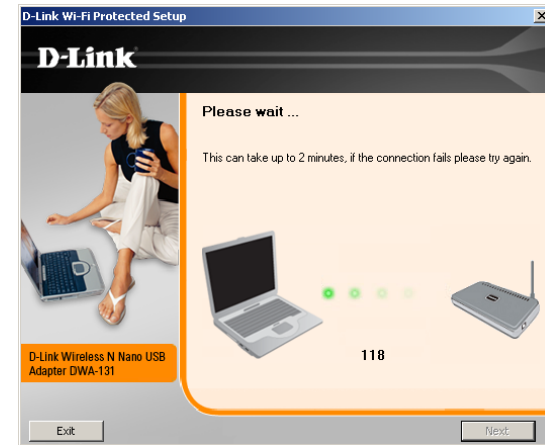 D-Link Wi-Fi Protected Setup
D-Link
Please wait ...
This can take up to 2 minutes, if the connection fails please try again.
118
D-Link Wireless N Nano USB
Adapter DWA-131
Exit
Next